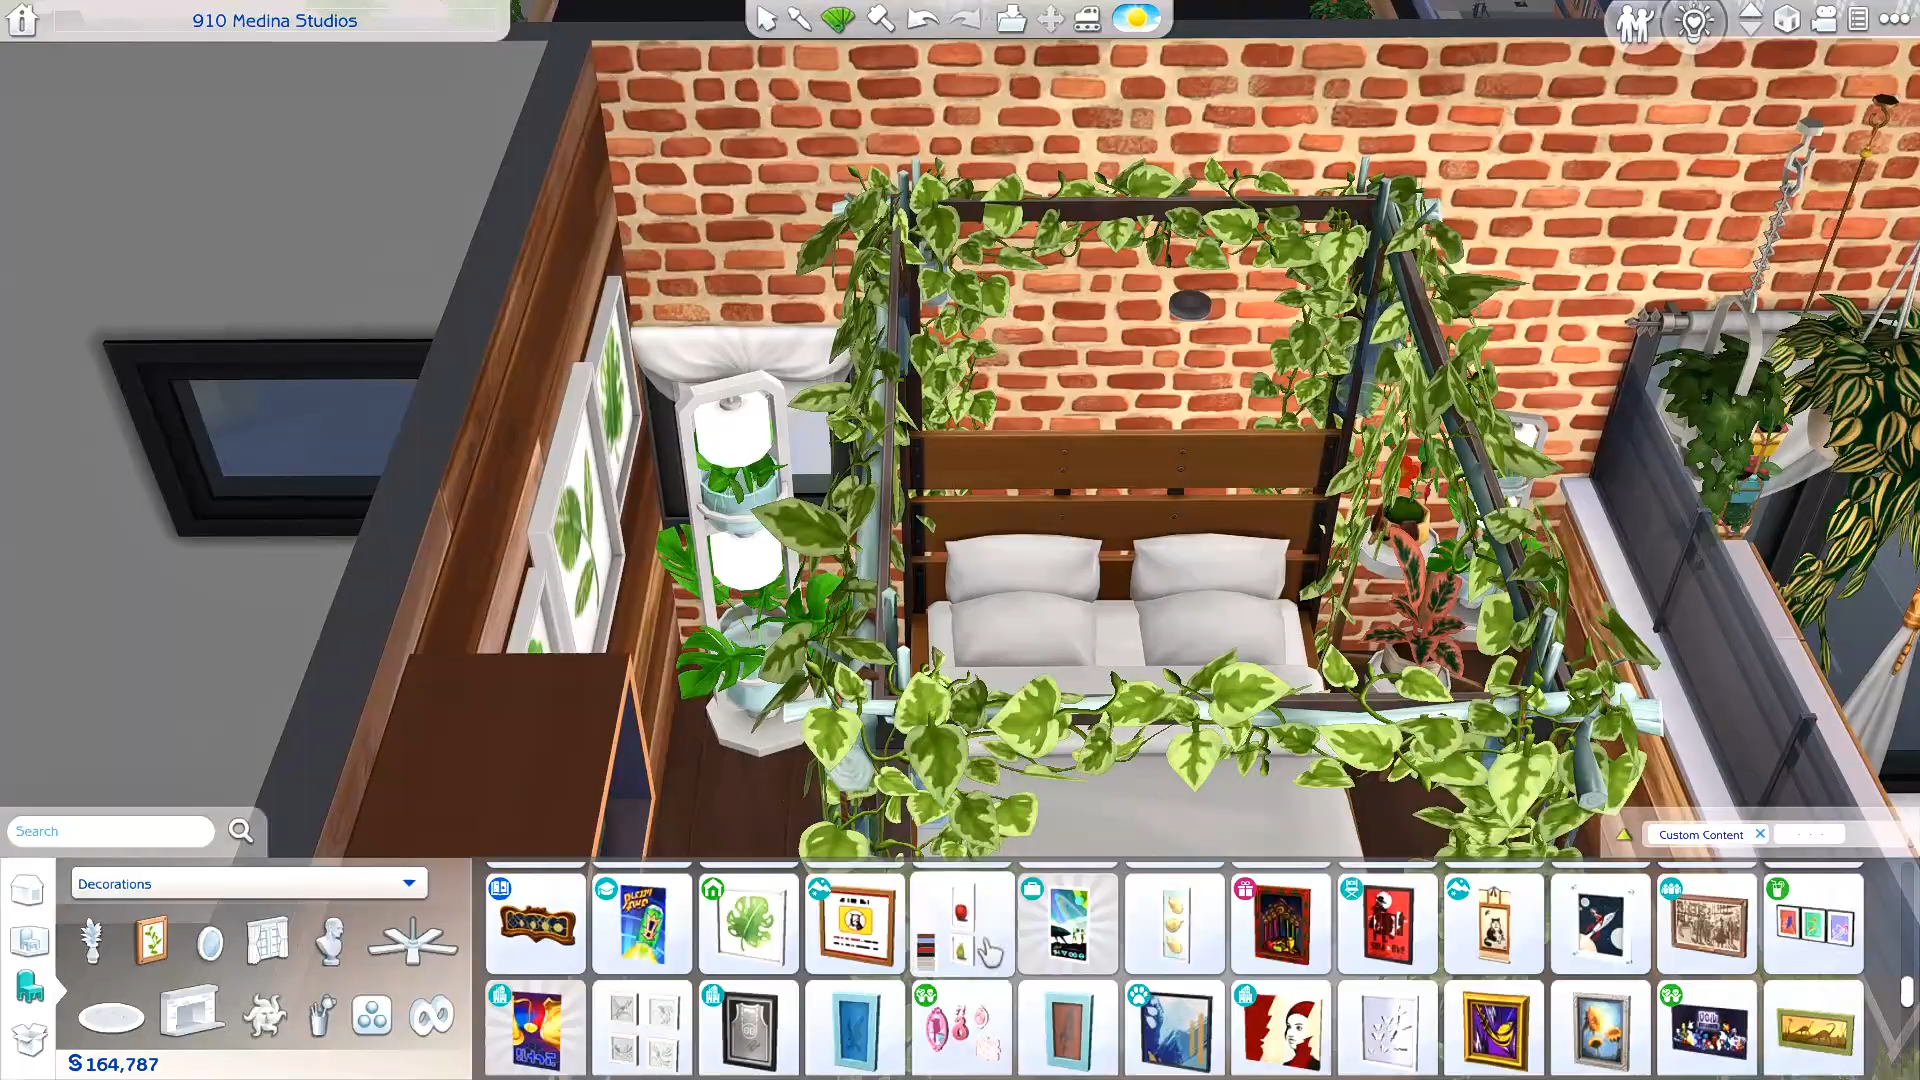 910 Medina Studios
Search
Custom Content
Decorations
164,787